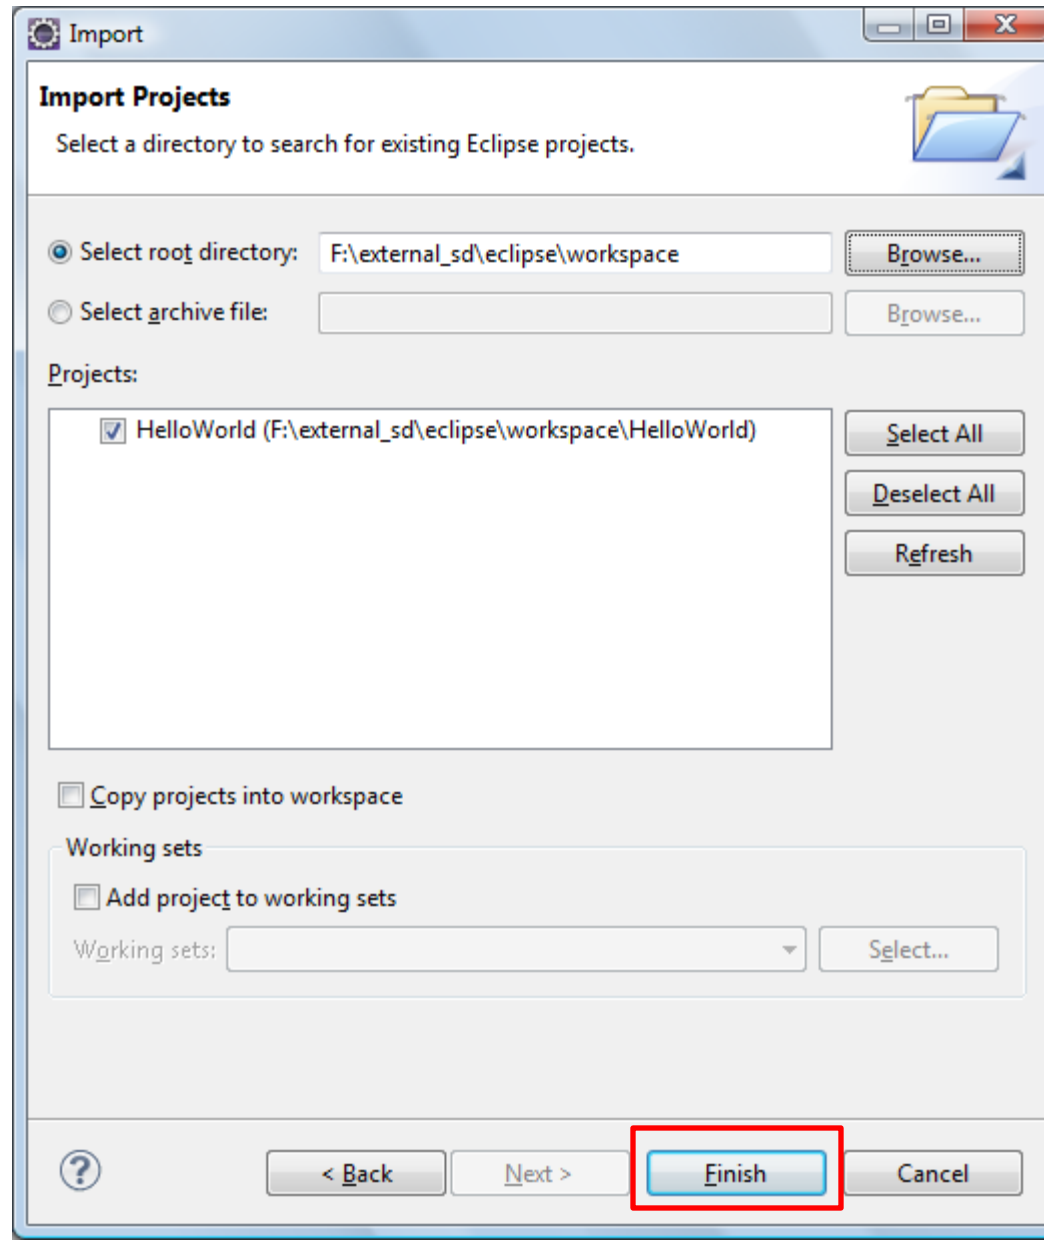 Import
Import Projects
Select a directory to search for existing Eclipse projects.
Select root directory: F:\external_sd\eclipse\workspace Browse...
Select archive file: Browse...
Projects:
HelloWorld (F:\external_sd\eclipse\workspace\HelloWorld) Select All
Deselect All
Refresh
Copy projects into workspace
Working sets
Add project to working sets
Working sets: Select...
? < Back Next > Finish Cancel